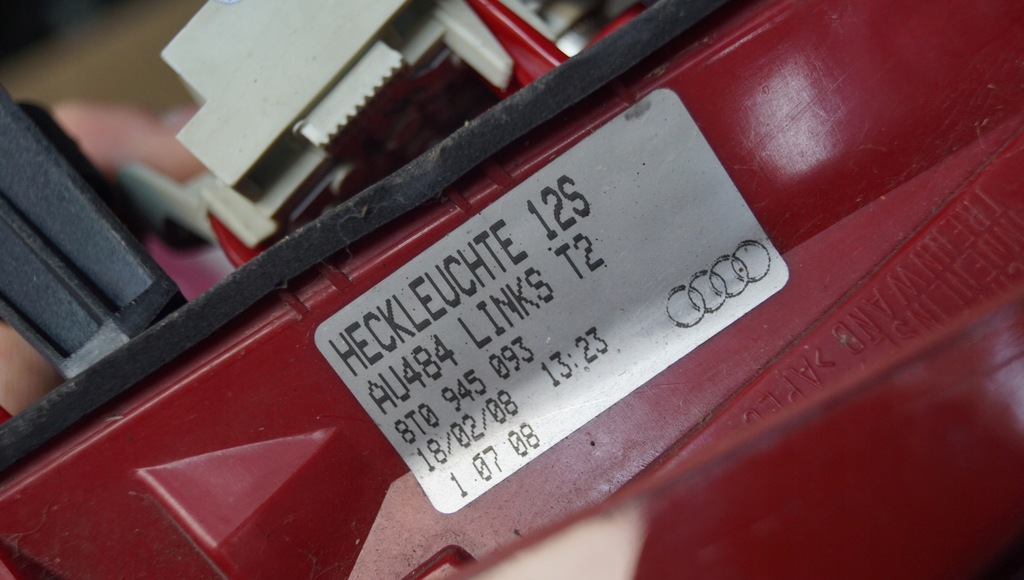 HECKLEUCHTE 12S
AU484 LINKS T2
8T0 945 093
18/02/08 13:23
1 07 08